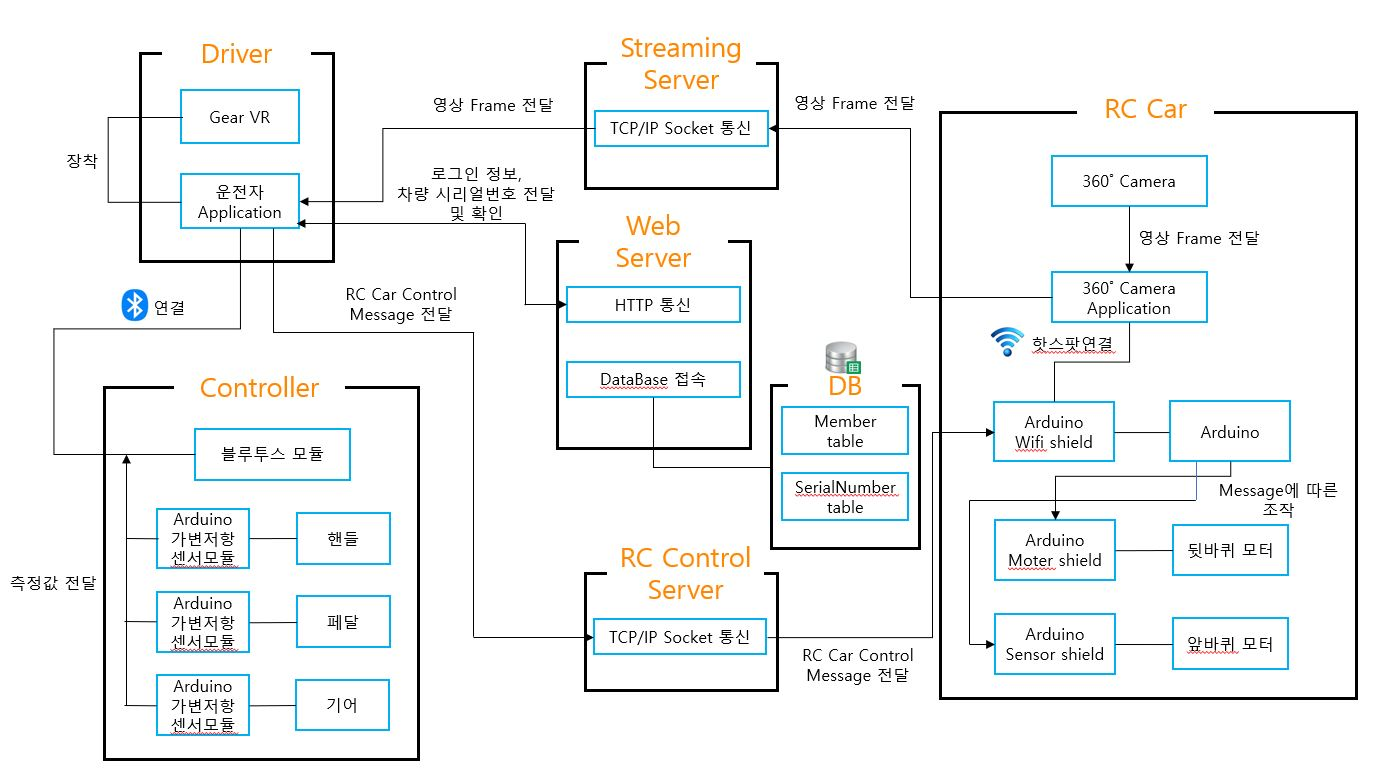 Driver
Gear VR
장착
운전자
Application
영상 Frame 전달
로그인 정보,
차량 시리얼번호 전달
및 확인
연결
RC Car Control
Message 전달
Streaming
Server
TCP/IP Socket 통신
영상 Frame 전달
Web
Server
HTTP 통신
DataBase 접속
DB
Member
table
SerialNumber
table
RC Control
Server
TCP/IP Socket 통신
RC Car Control
Message 전달
Controller
블루투스 모듈
Arduino
가변저항
센서모듈
핸들
측정값 전달
Arduino
가변저항
센서모듈
페달
Arduino
가변저항
센서모듈
기어
RC Car
360˚ Camera
영상 Frame 전달
360˚ Camera
Application
핫스팟연결
Arduino
Wifi shield
Arduino
Message에 따른
조작
Arduino
Moter shield
뒷바퀴 모터
Arduino
Sensor shield
앞바퀴 모터